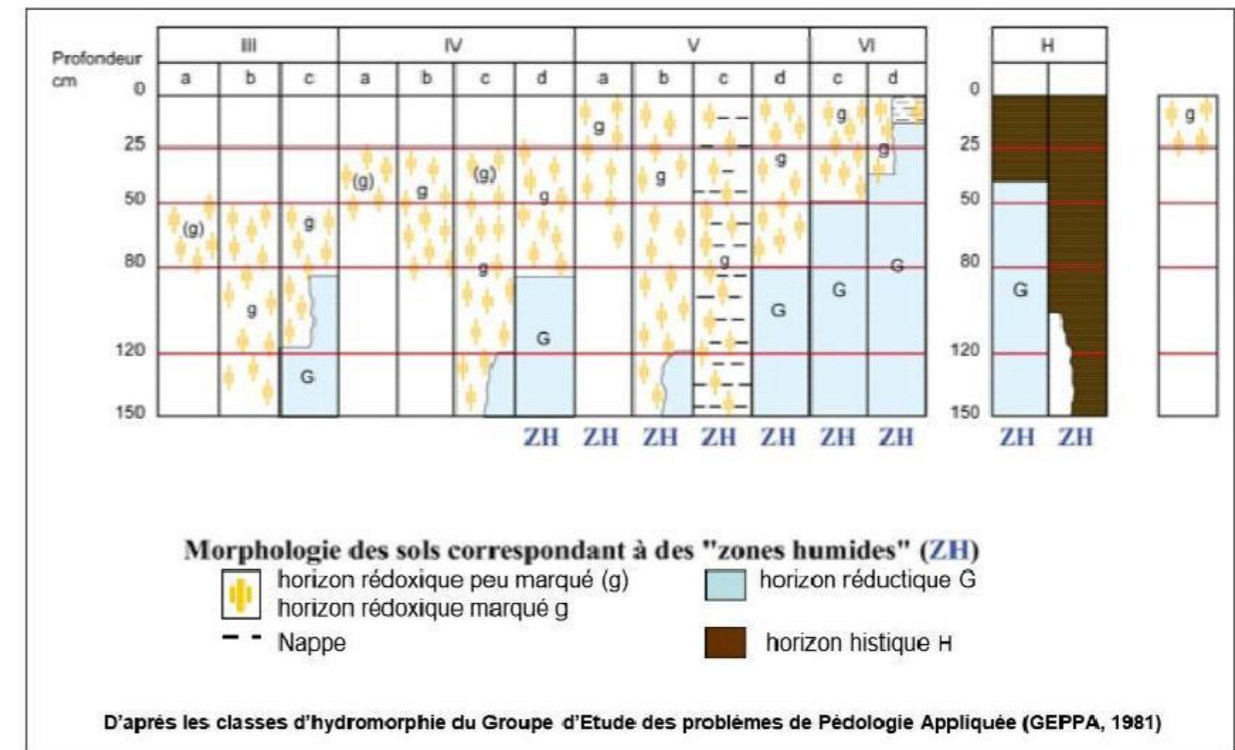 III IV V VI H
Profondeur
cm
a b c a b c d a b c d c d
0 0
g g g g
25 25
(g) g (g) g g g g
50 50
(g) g g
80 80
g g G g G G G G
120 120
G
150 150
ZH ZH ZH ZH ZH ZH ZH ZH ZH
Morphologie des sols correspondant à des "zones humides" (ZH)
horizon rédoxique peu marqué (g)
horizon rédoxique marqué g
Nappe
horizon réductique G
horizon histique H
D'après les classes d'hydromorphie du Groupe d'Etude des problèmes de Pédologie Appliquée (GEPPA, 1981)